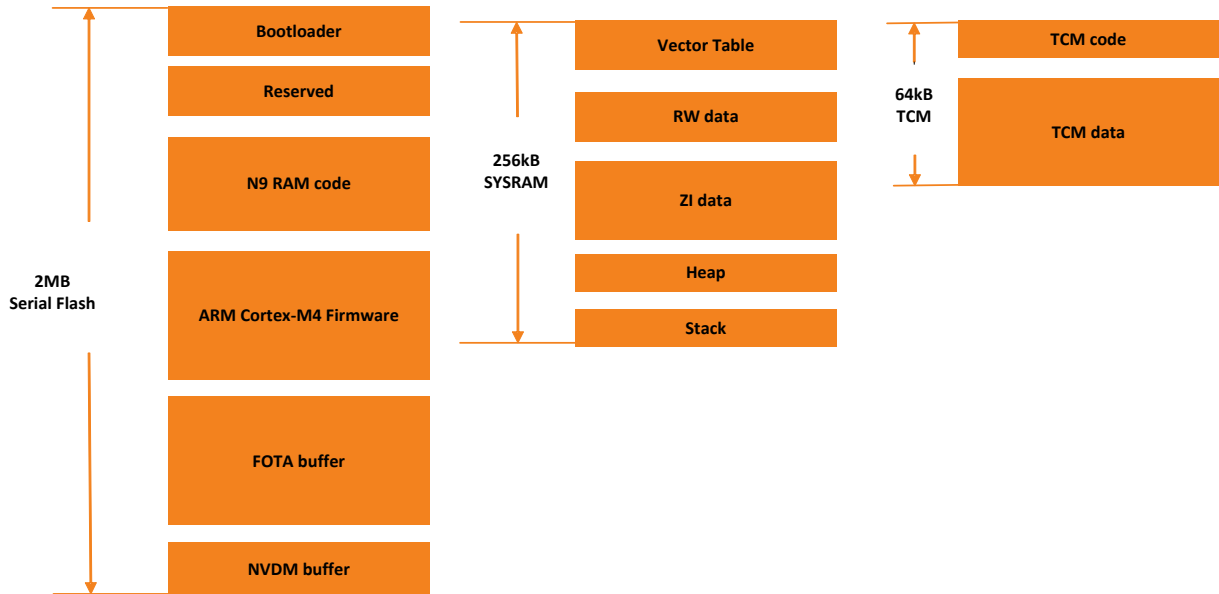 2MB
Serial Flash
Bootloader
Reserved
N9 RAM code
ARM Cortex-M4 Firmware
FOTA buffer
NVDM buffer
256kB
SYSRAM
Vector Table
RW data
ZI data
Heap
Stack
64kB
TCM
TCM code
TCM data